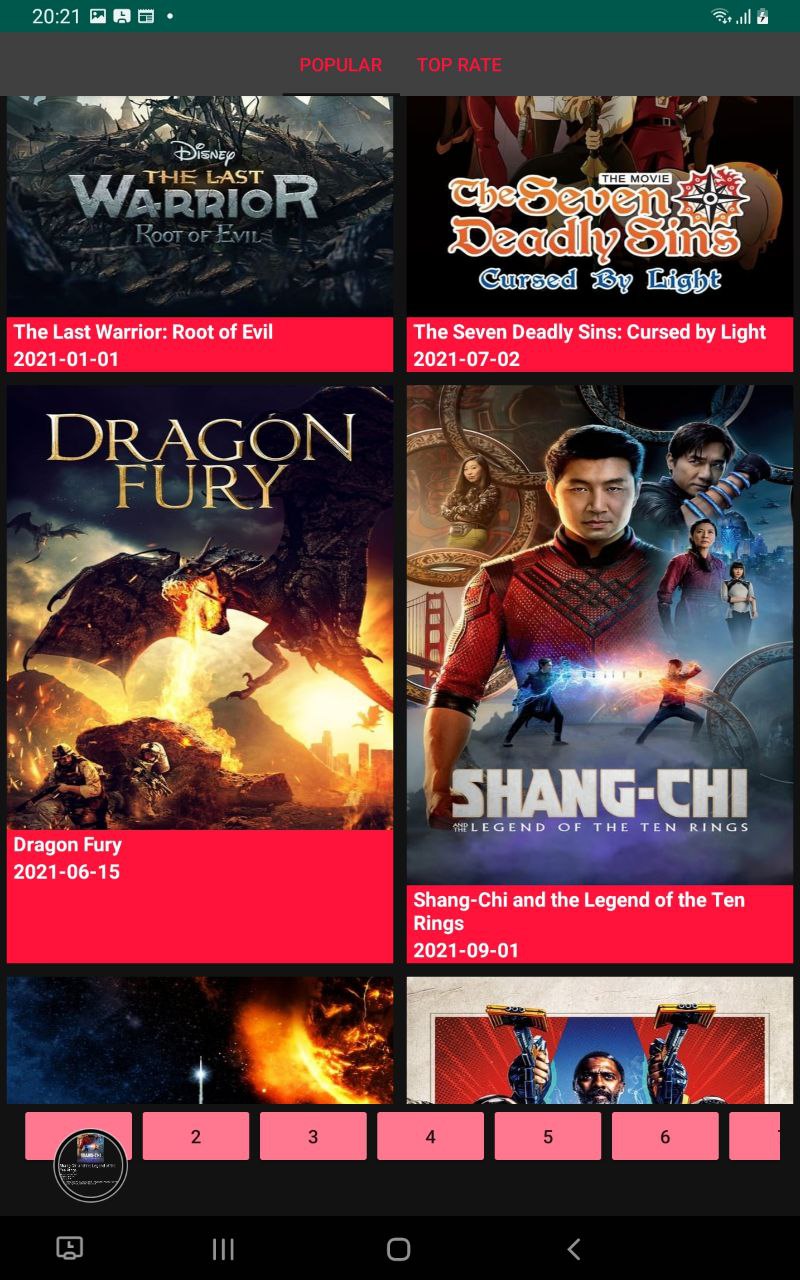 20:21
POPULAR TOP RATE
Disney
THE LAST
WARRIOR
ROOT OF EVIL
THE MOVIE
The Seven
Deadly Sins
Cursed By Light
The Last Warrior: Root of Evil
2021-01-01
The Seven Deadly Sins: Cursed by Light
2021-07-02
DRAGON
FURY
SHANG-CHI
AND THE LEGEND OF THE TEN RINGS
Dragon Fury
2021-06-15
Shang-Chi and the Legend of the Ten
Rings
2021-09-01
2 3 4 5 6